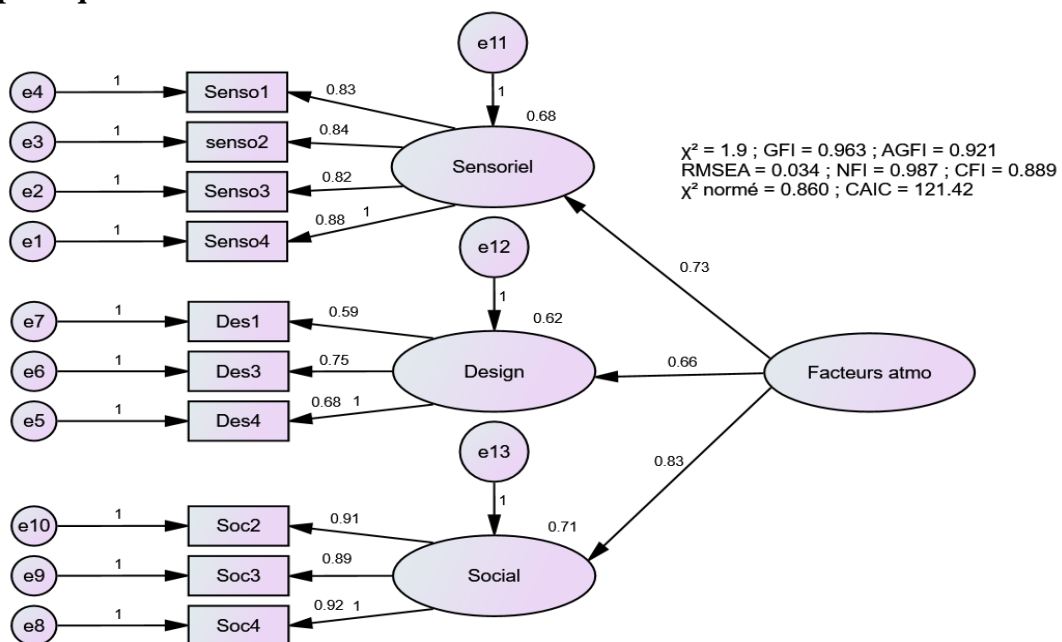 e11
1
e4
1
Senso1
0.83
0.68
e3
1
senso2
0.84
Sensoriel
χ² = 1.9 ; GFI = 0.963 ; AGFI = 0.921
RMSEA = 0.034 ; NFI = 0.987 ; CFI = 0.889
χ² normé = 0.860 ; CAIC = 121.42
e2
1
Senso3
0.82
e1
1
Senso4
0.88
1
e12
1
0.73
e7
1
Des1
0.59
0.62
e6
1
Des3
0.75
Design
0.66
Facteurs atmo
e5
1
Des4
0.68
1
e13
1
0.83
e10
1
Soc2
0.91
0.71
e9
1
Soc3
0.89
Social
e8
1
Soc4
0.92
1